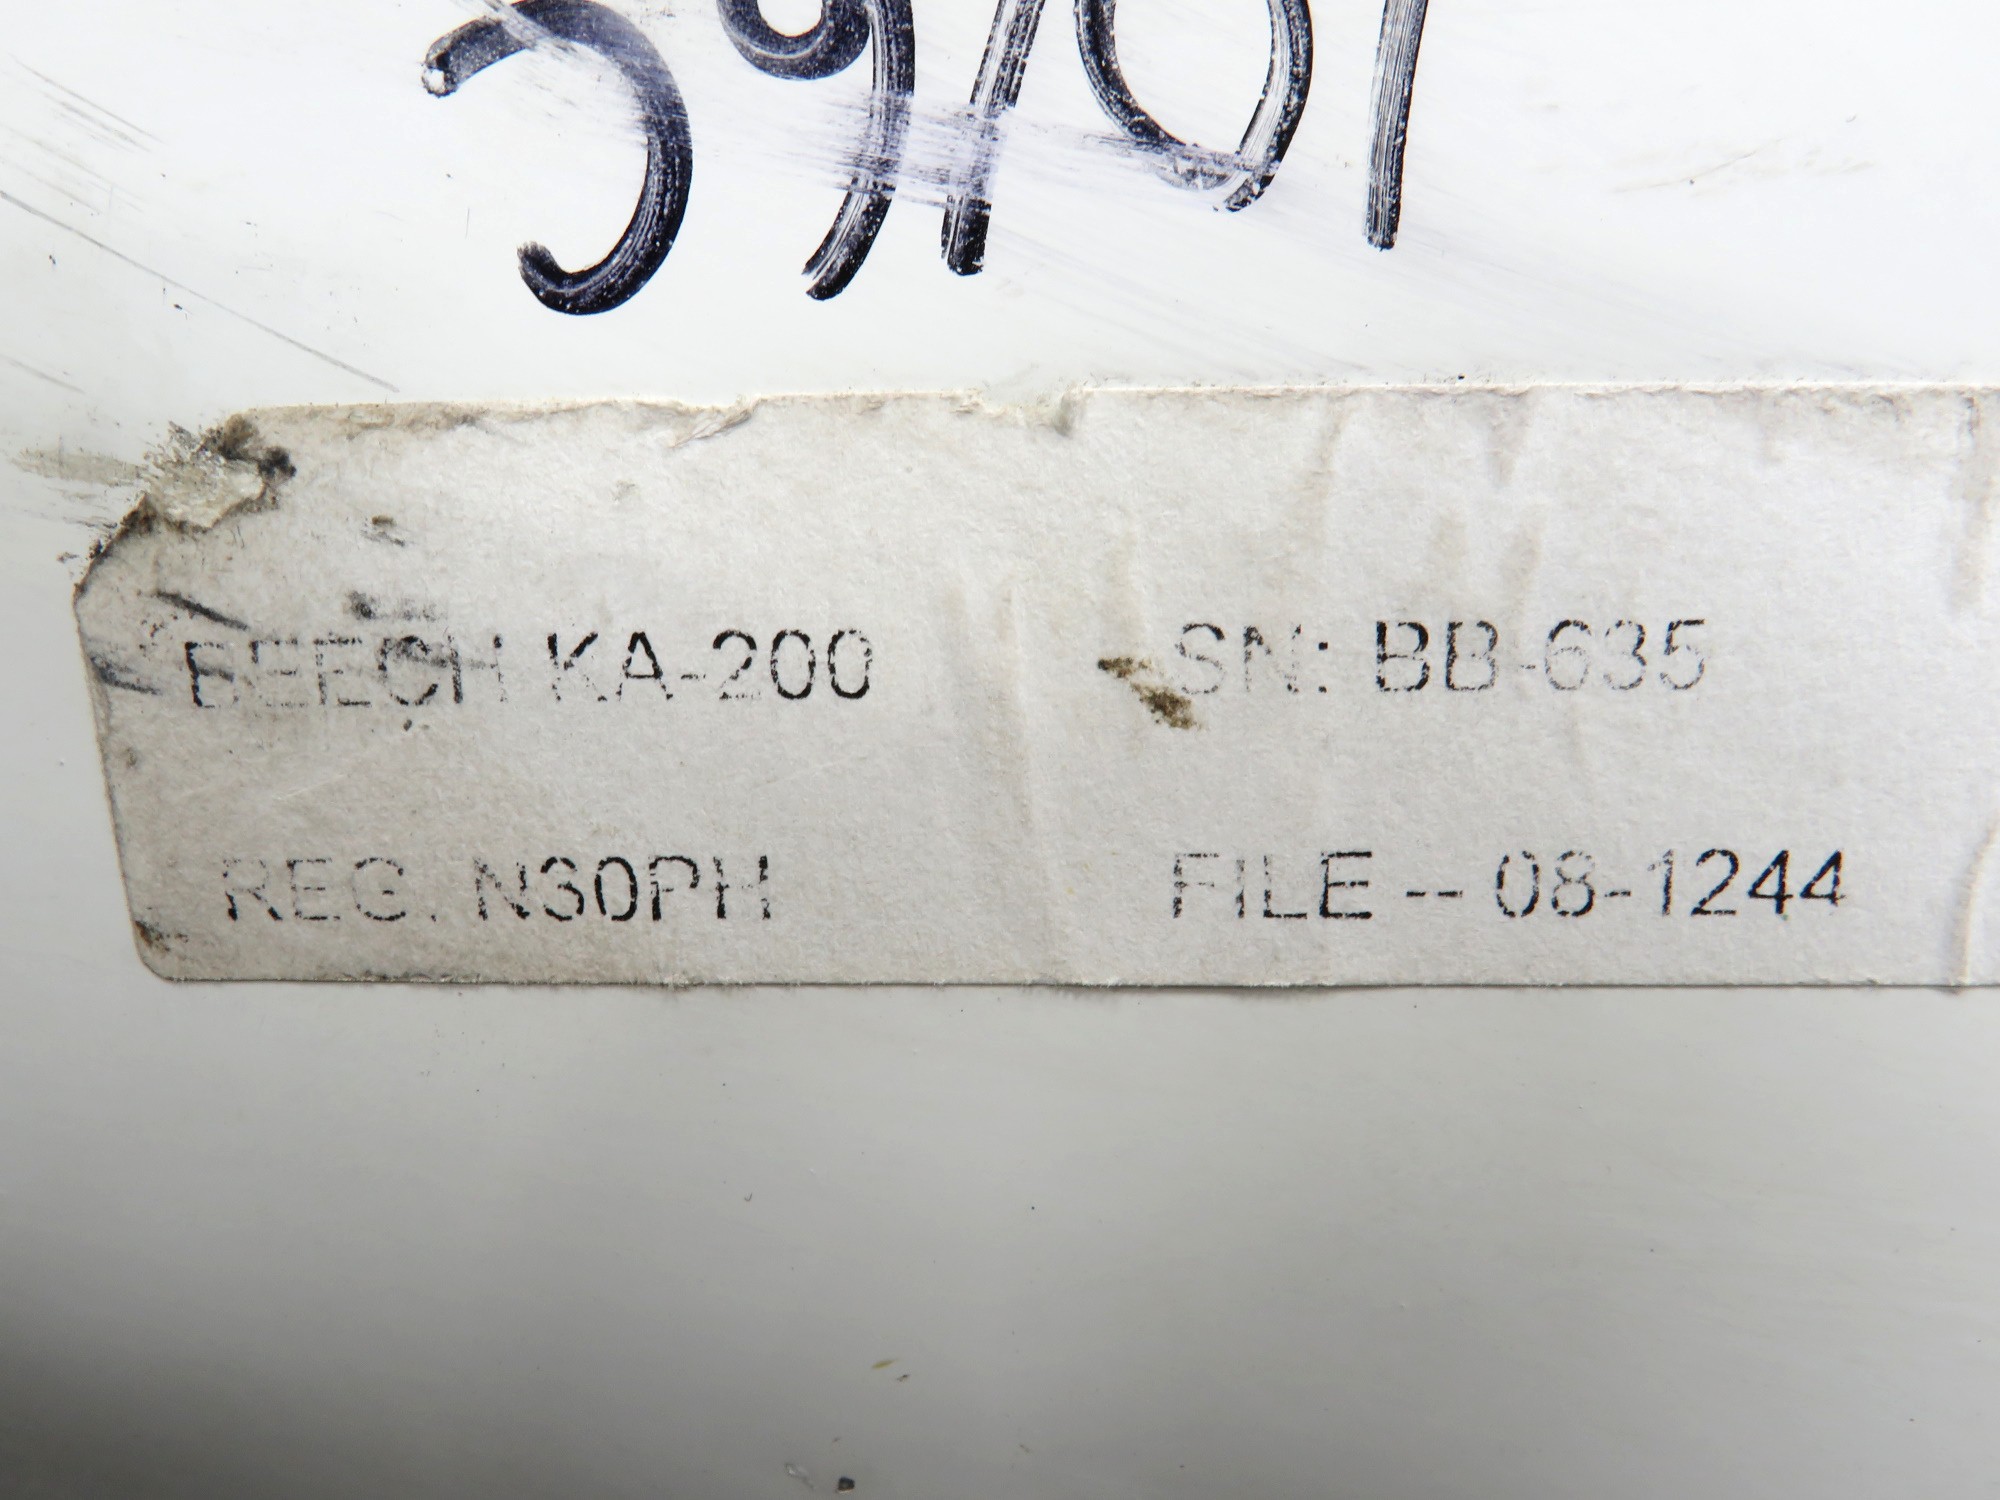 BEECH KA-200 SN: BB-635
REG. N30PH FILE -- 08-1244